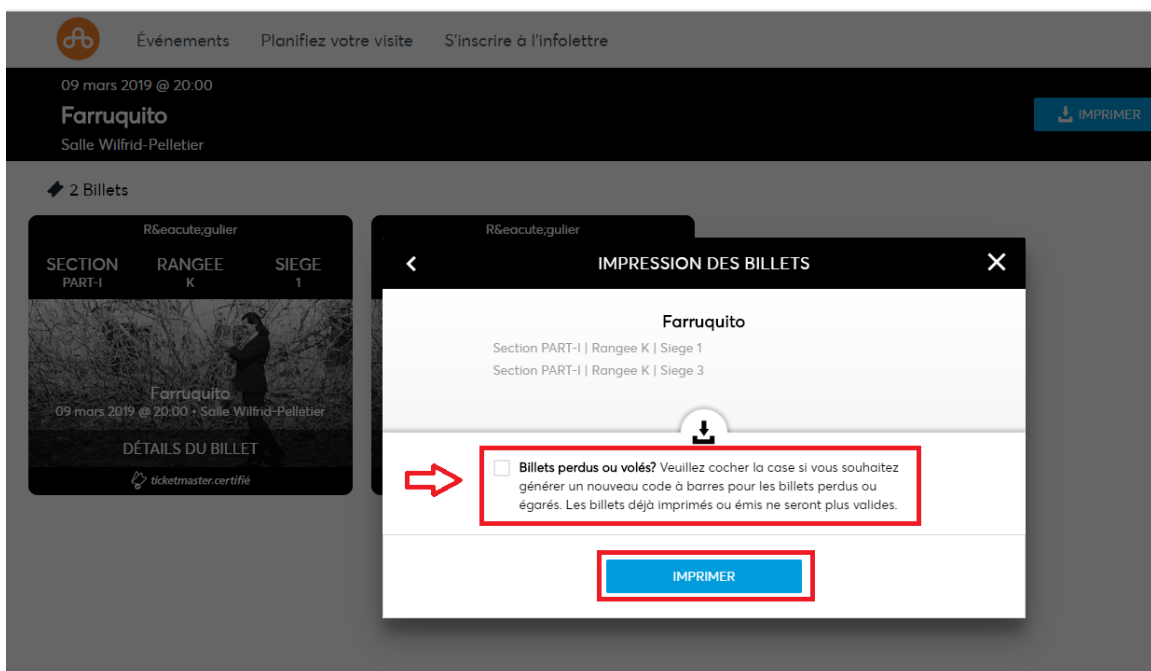 Événements Planifiez votre visite S'inscrire à l'infolettre
09 mars 2019 @ 20:00
Farruquito
Salle Wilfrid-Pelletier
IMPRIMER
2 Billets
R&eacute;gulier
SECTION RANGEE SIEGE
PART-I K 1
Farruquito
09 mars 2019 @ 20:00 • Salle Wilfrid-Pelletier
DÉTAILS DU BILLET
ticketmaster.certifié
R&eacute;gulier
IMPRESSION DES BILLETS
Farruquito
Section PART-I | Rangee K | Siege 1
Section PART-I | Rangee K | Siege 3
Billets perdus ou volés? Veuillez cocher la case si vous souhaitez
générer un nouveau code à barres pour les billets perdus ou
égarés. Les billets déjà imprimés ou émis ne seront plus valides.
IMPRIMER